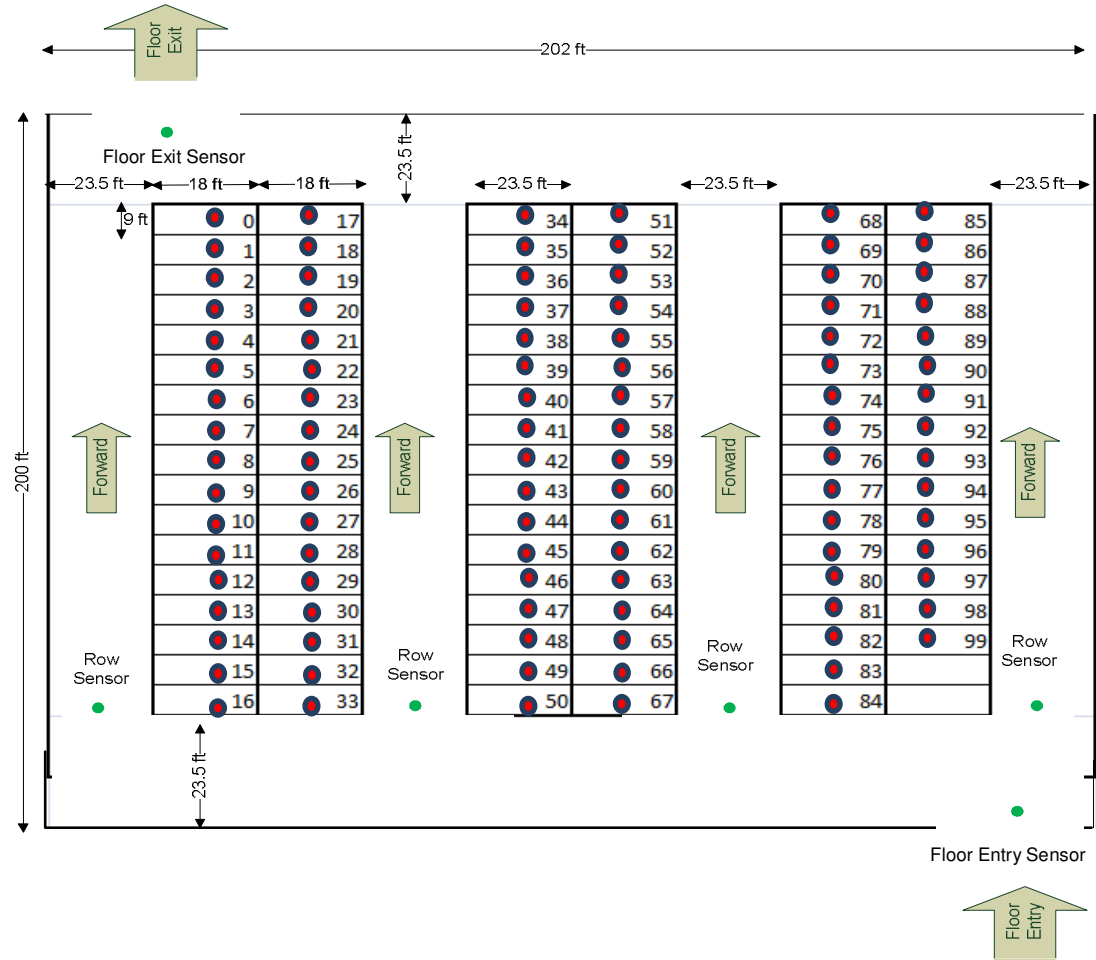 Floor
Exit
202 ft
Floor Exit Sensor
23.5 ft
18 ft
18 ft
23.5 ft
23.5 ft
23.5 ft
23.5 ft
9 ft
0 17 34 51 68 85
1 18 35 52 69 86
2 19 36 53 70 87
3 20 37 54 71 88
4 21 38 55 72 89
5 22 39 56 73 90
6 23 40 57 74 91
7 24 41 58 75 92
8 25 42 59 76 93
9 26 43 60 77 94
10 27 44 61 78 95
11 28 45 62 79 96
12 29 46 63 80 97
13 30 47 64 81 98
14 31 48 65 82 99
15 32 49 66 83
16 33 50 67 84
200 ft
Forward
Forward
Forward
Forward
Row
Sensor
Row
Sensor
Row
Sensor
Row
Sensor
23.5 ft
Floor Entry Sensor
Floor
Entry